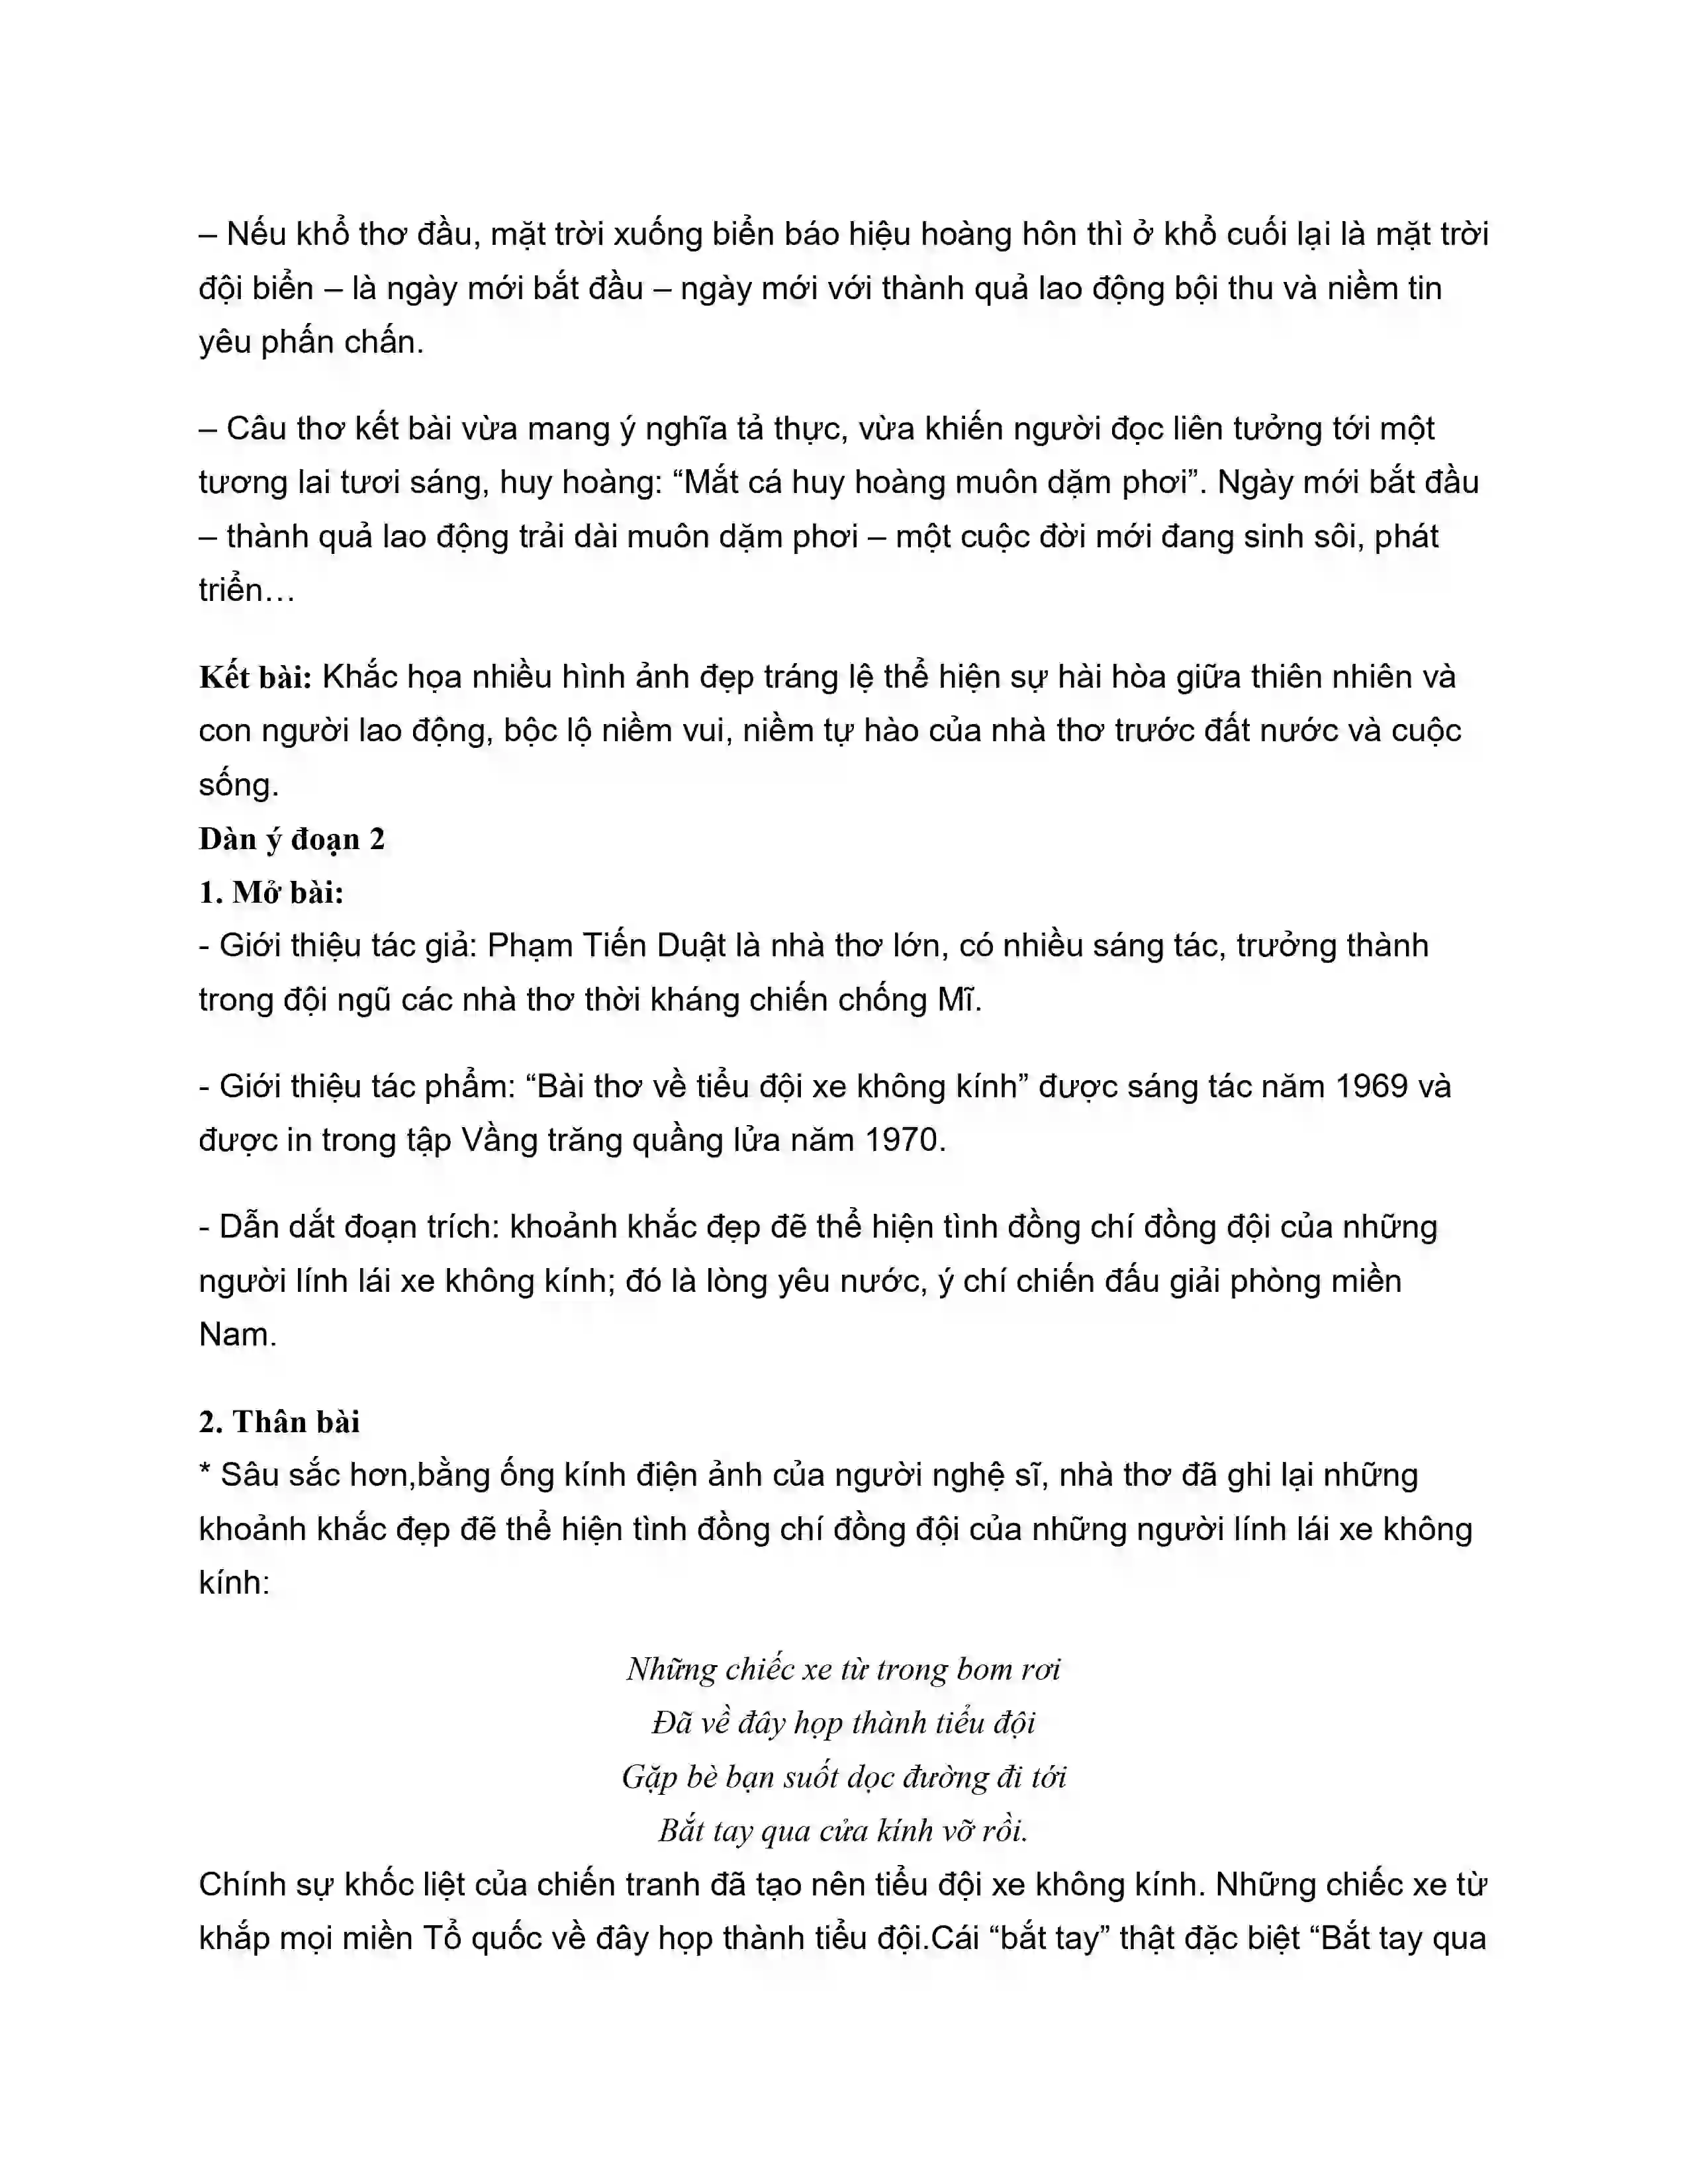 – Nếu khổ thơ đầu, mặt trời xuống biển báo hiệu hoàng hôn thì ở khổ cuối lại là mặt trời
đội biển – là ngày mới bắt đầu – ngày mới với thành quả lao động bội thu và niềm tin
yêu phấn chấn.
– Câu thơ kết bài vừa mang ý nghĩa tả thực, vừa khiến người đọc liên tưởng tới một
tương lai tươi sáng, huy hoàng: “Mắt cá huy hoàng muôn dặm phơi”. Ngày mới bắt đầu
– thành quả lao động trải dài muôn dặm phơi – một cuộc đời mới đang sinh sôi, phát
triển…
Kết bài: Khắc họa nhiều hình ảnh đẹp tráng lệ thể hiện sự hài hòa giữa thiên nhiên và
con người lao động, bộc lộ niềm vui, niềm tự hào của nhà thơ trước đất nước và cuộc
sống.
Dàn ý đoạn 2
1. Mở bài:
- Giới thiệu tác giả: Phạm Tiến Duật là nhà thơ lớn, có nhiều sáng tác, trưởng thành
trong đội ngũ các nhà thơ thời kháng chiến chống Mĩ.
- Giới thiệu tác phẩm: “Bài thơ về tiểu đội xe không kính” được sáng tác năm 1969 và
được in trong tập Vầng trăng quầng lửa năm 1970.
- Dẫn dắt đoạn trích: khoảnh khắc đẹp đẽ thể hiện tình đồng chí đồng đội của những
người lính lái xe không kính; đó là lòng yêu nước, ý chí chiến đấu giải phòng miền
Nam.
2. Thân bài
* Sâu sắc hơn,bằng ống kính điện ảnh của người nghệ sĩ, nhà thơ đã ghi lại những
khoảnh khắc đẹp đẽ thể hiện tình đồng chí đồng đội của những người lính lái xe không
kính:
Những chiếc xe từ trong bom rơi
Đã về đây họp thành tiểu đội
Gặp bè bạn suốt dọc đường đi tới
Bắt tay qua cửa kính vỡ rồi.
Chính sự khốc liệt của chiến tranh đã tạo nên tiểu đội xe không kính. Những chiếc xe từ
khắp mọi miền Tổ quốc về đây họp thành tiểu đội.Cái “bắt tay” thật đặc biệt “Bắt tay qua